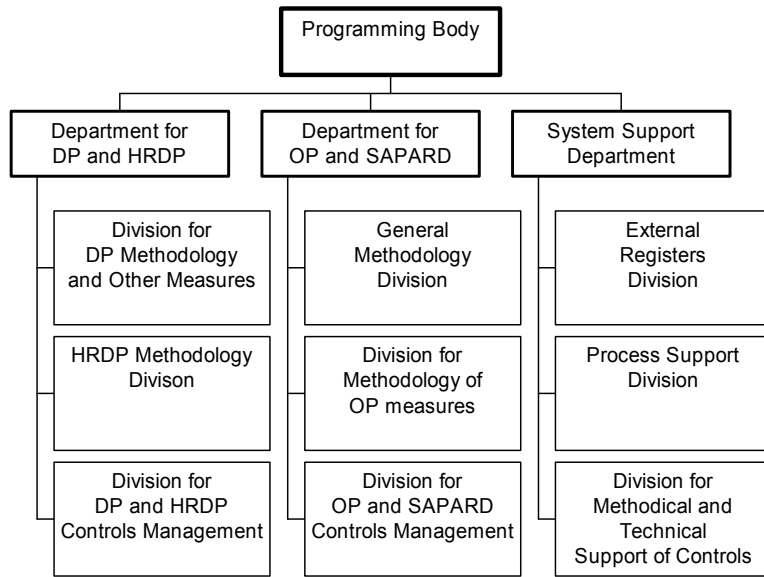 Programming Body
Department for
DP and HRDP
Department for
OP and SAPARD
System Support
Department
Division for
DP Methodology
and Other Measures
General
Methodology
Division
External
Registers
Division
HRDP Methodology
Divison
Division for
Methodology of
OP measures
Process Support
Division
Division for
DP and HRDP
Controls Management
Division for
OP and SAPARD
Controls Management
Division for
Methodical and
Technical
Support of Controls